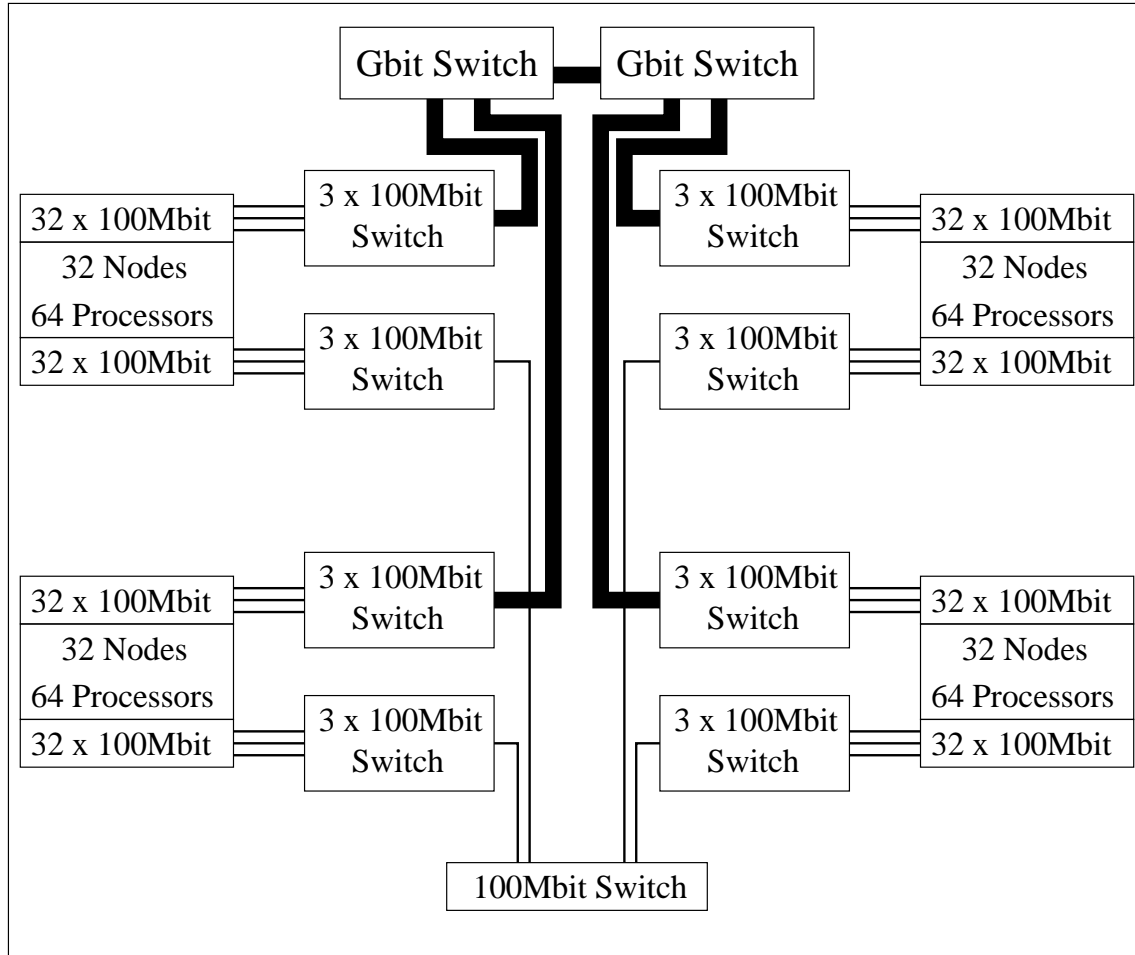 Gbit Switch
Gbit Switch
3 x 100Mbit
Switch
3 x 100Mbit
Switch
32 x 100Mbit
32 Nodes
64 Processors
32 x 100Mbit
32 x 100Mbit
32 Nodes
64 Processors
32 x 100Mbit
3 x 100Mbit
Switch
3 x 100Mbit
Switch
3 x 100Mbit
Switch
3 x 100Mbit
Switch
32 x 100Mbit
32 Nodes
64 Processors
32 x 100Mbit
32 x 100Mbit
32 Nodes
64 Processors
32 x 100Mbit
3 x 100Mbit
Switch
3 x 100Mbit
Switch
100Mbit Switch